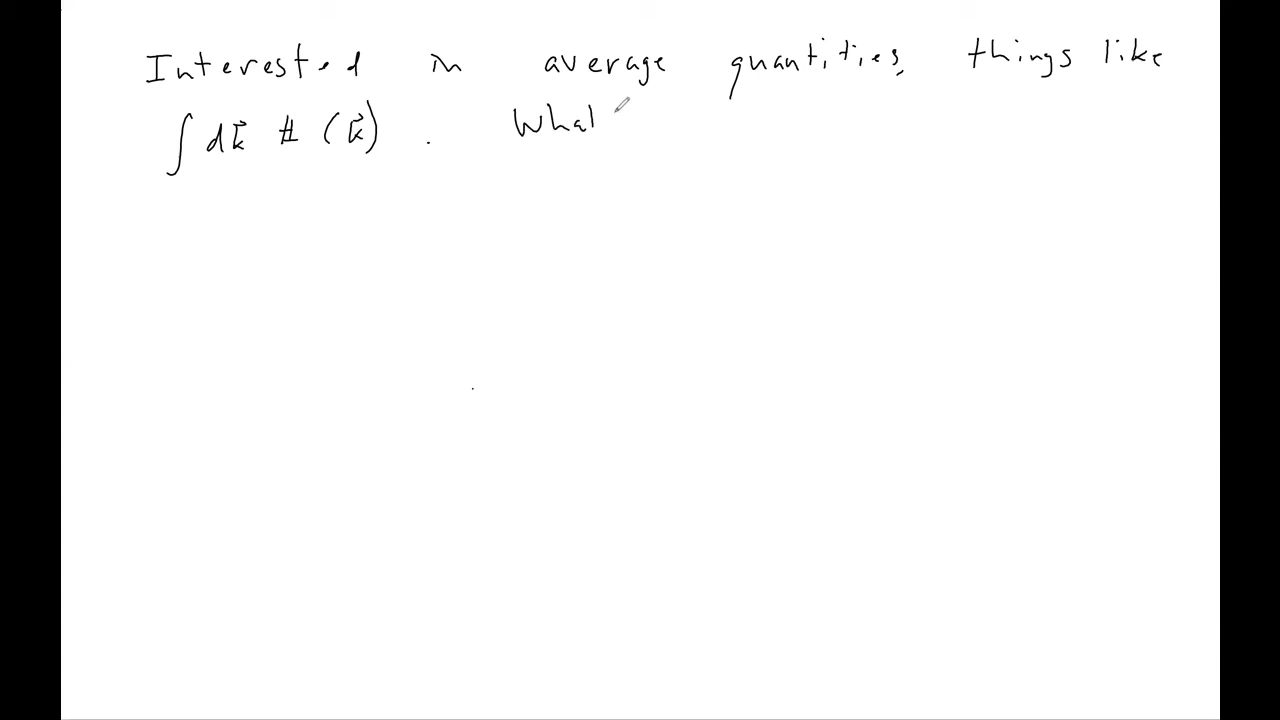 Interested in average quantities, things like
∫ dk⃗ # (k⃗) . What